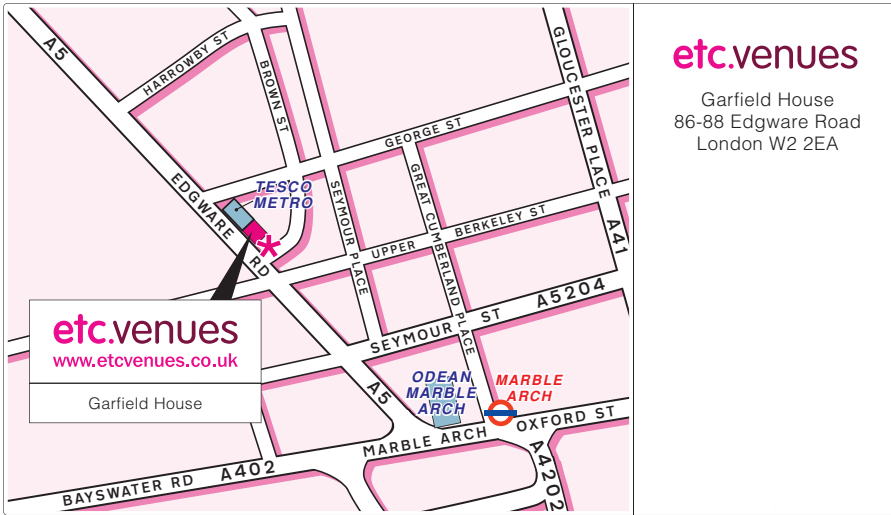 A5
HARROWBY ST
BROWN ST
GLOUCESTER PLACE
A41
GEORGE ST
EDGWARE RD
TESCO
METRO
SEYMOUR PLACE
GREAT CUMBERLAND PLACE
UPPER BERKELEY ST
*
etc.venues
www.etcvenues.co.uk
Garfield House
SEYMOUR ST A5204
A5
ODEAN
MARBLE
ARCH
MARBLE
ARCH
MARBLE ARCH
OXFORD ST
A4202
BAYSWATER RD A402
etc.venues
Garfield House
86-88 Edgware Road
London W2 2EA